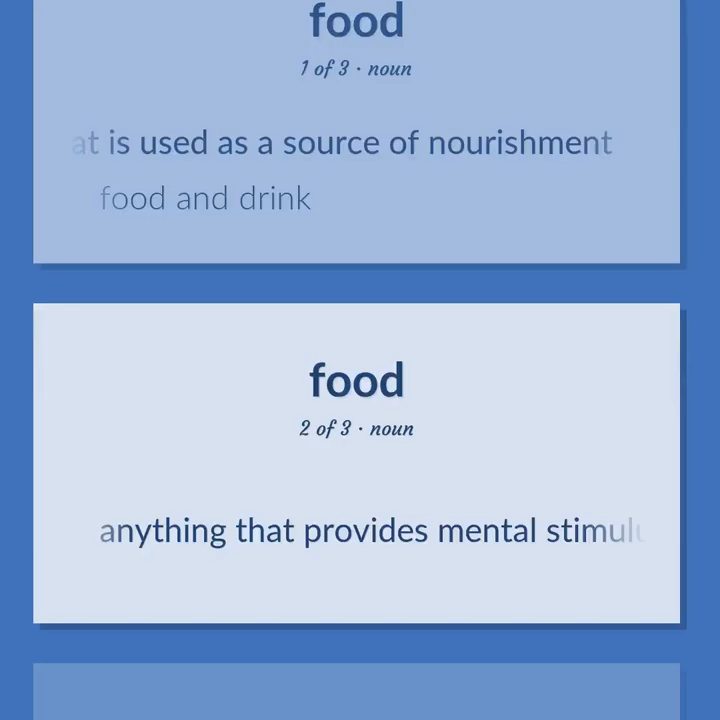 food
1 of 3 · noun
at is used as a source of nourishment
food and drink
food
2 of 3 · noun
anything that provides mental